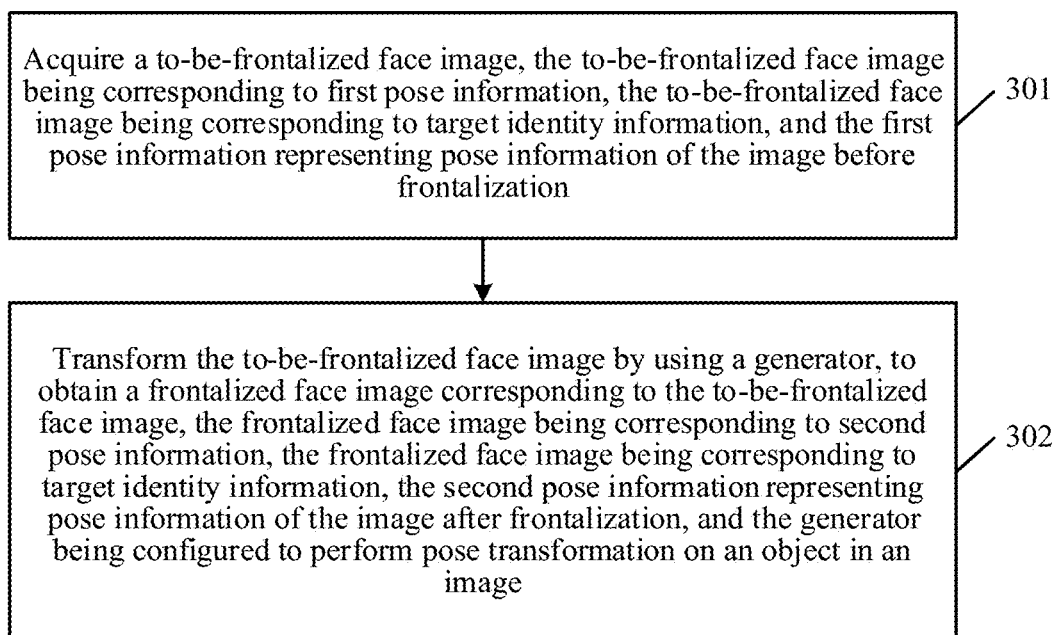 Acquire a to-be-frontalized face image, the to-be-frontalized face image
being corresponding to first pose information, the to-be-frontalized face
image being corresponding to target identity information, and the first
pose information representing pose information of the image before
frontalization
301
Transform the to-be-frontalized face image by using a generator, to
obtain a frontalized face image corresponding to the to-be-frontalized
face image, the frontalized face image being corresponding to second
pose information, the frontalized face image being corresponding to
target identity information, the second pose information representing
pose information of the image after frontalization, and the generator
being configured to perform pose transformation on an object in an
image
302